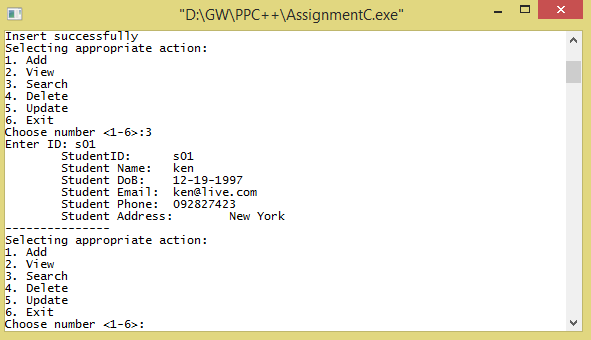 "D:\GW\PPC++\AssignmentC.exe"
Insert successfully
Selecting appropriate action:
1. Add
2. View
3. Search
4. Delete
5. Update
6. Exit
Choose number <1-6>:3
Enter ID: s01
StudentID: s01
Student Name: ken
Student DoB: 12-19-1997
Student Email: ken@live.com
Student Phone: 092827423
Student Address: New York
---------------
Selecting appropriate action:
1. Add
2. View
3. Search
4. Delete
5. Update
6. Exit
Choose number <1-6>: